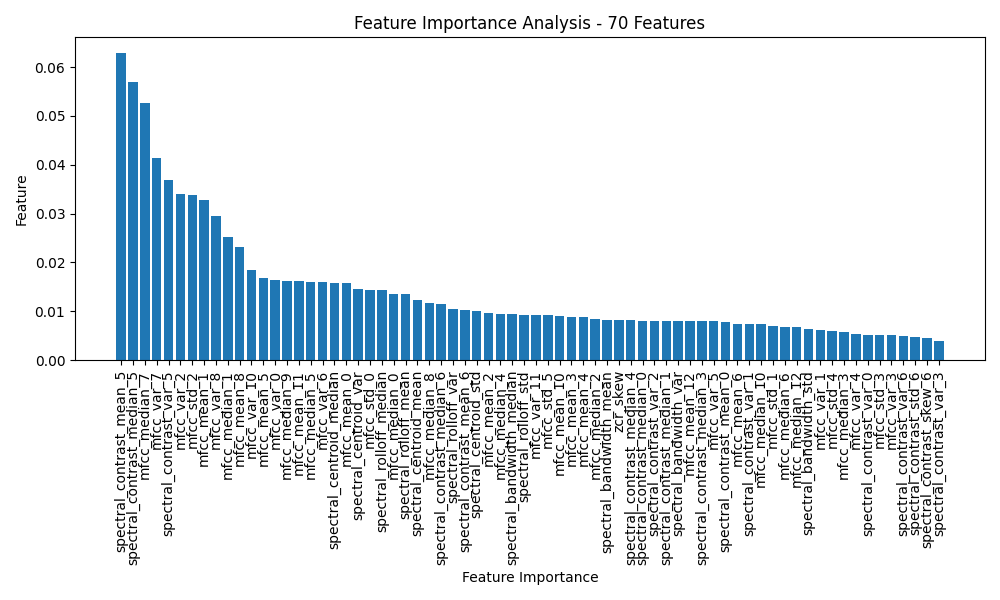 Feature Importance Analysis - 70 Features
Feature
0.06
0.05
0.04
0.03
0.02
0.01
0.00
spectral_contrast_mean_5
spectral_contrast_median_5
mfcc_median_7
mfcc_var_7
spectral_contrast_var_5
mfcc_var_2
mfcc_std_2
mfcc_mean_1
mfcc_var_8
mfcc_median_1
mfcc_mean_8
mfcc_var_10
mfcc_mean_5
mfcc_var_0
mfcc_median_9
mfcc_mean_11
mfcc_median_5
mfcc_var_6
spectral_centroid_median
mfcc_mean_0
spectral_centroid_var
mfcc_std_0
spectral_rolloff_median
mfcc_median_0
spectral_rolloff_mean
spectral_centroid_mean
mfcc_median_8
spectral_contrast_median_6
spectral_rolloff_var
spectral_contrast_mean_6
spectral_centroid_std
mfcc_mean_2
mfcc_median_4
spectral_bandwidth_median
spectral_rolloff_std
mfcc_var_11
mfcc_std_5
mfcc_mean_10
mfcc_mean_3
mfcc_mean_4
mfcc_median_2
spectral_bandwidth_mean
zcr_skew
spectral_contrast_median_4
spectral_contrast_median_0
spectral_contrast_var_2
spectral_contrast_median_1
spectral_bandwidth_var
mfcc_mean_12
spectral_contrast_median_3
mfcc_var_5
spectral_contrast_mean_0
mfcc_mean_6
spectral_contrast_var_1
mfcc_median_10
mfcc_std_1
mfcc_median_6
mfcc_median_12
spectral_bandwidth_std
mfcc_var_1
mfcc_std_4
mfcc_median_3
mfcc_var_4
spectral_contrast_var_0
mfcc_std_3
mfcc_var_3
spectral_contrast_var_6
spectral_contrast_std_6
spectral_contrast_skew_6
spectral_contrast_var_3
Feature Importance